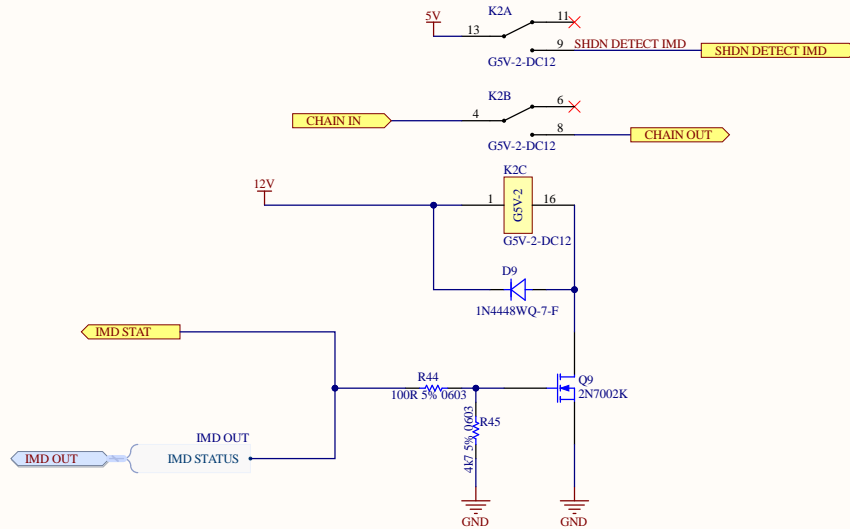 K2A
5V
13
11
9
SHDN DETECT IMD
SHDN DETECT IMD
G5V-2-DC12
K2B
CHAIN IN
4
6
8
CHAIN OUT
G5V-2-DC12
K2C
12V
1
G5V-2
16
G5V-2-DC12
D9
1N4448WQ-7-F
IMD STAT
R44
100R 5% 0603
Q9
2N7002K
R45
4k7 5% 0603
IMD OUT
IMD OUT
IMD STATUS
GND
GND